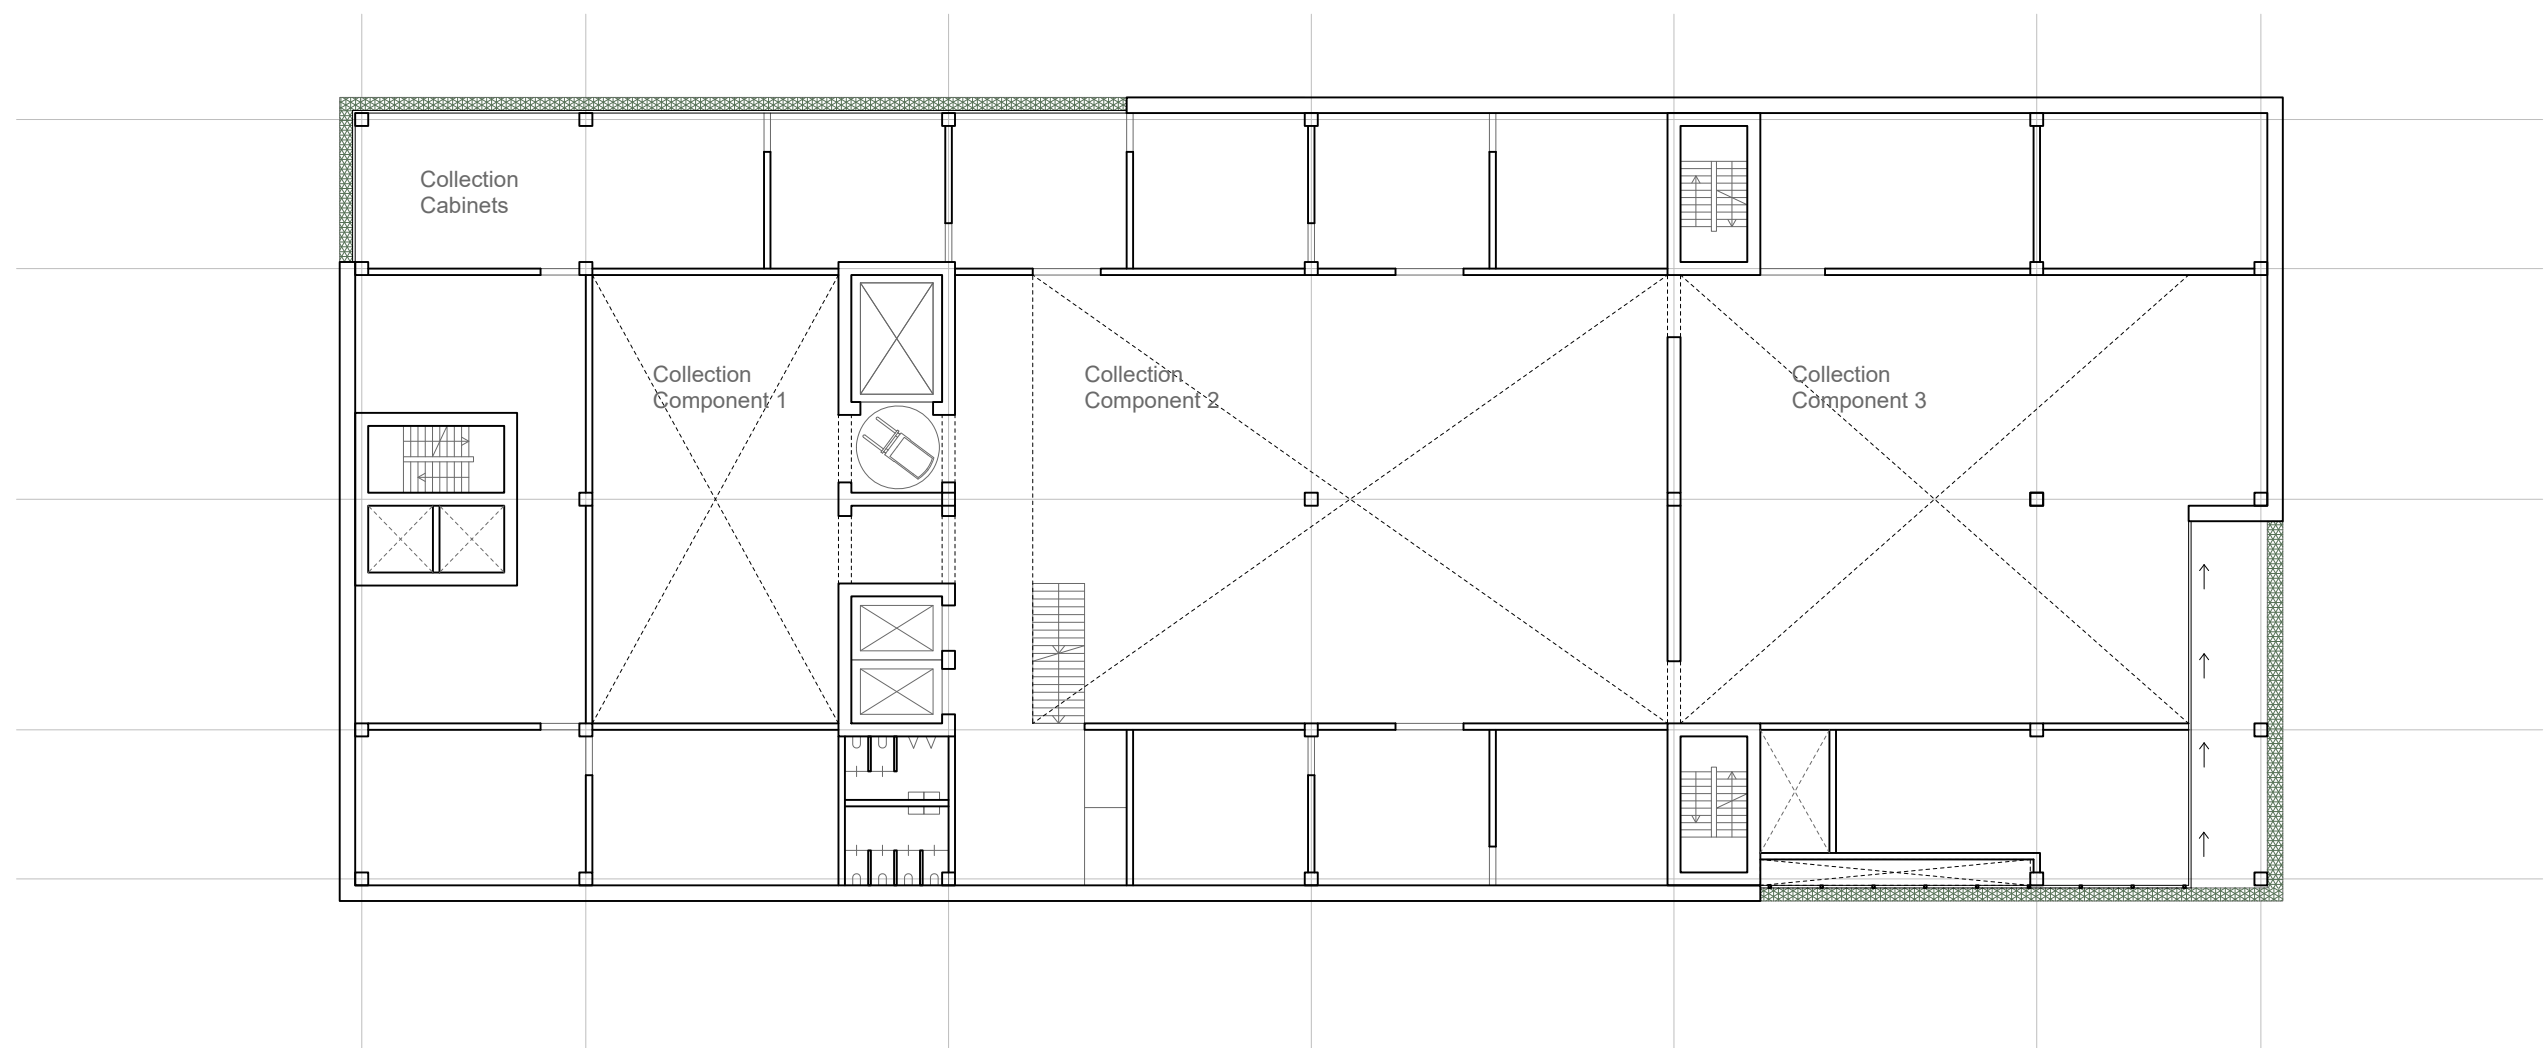 Collection
Cabinets
Collection
Component 1
Collection
Component 2
Collection
Component 3